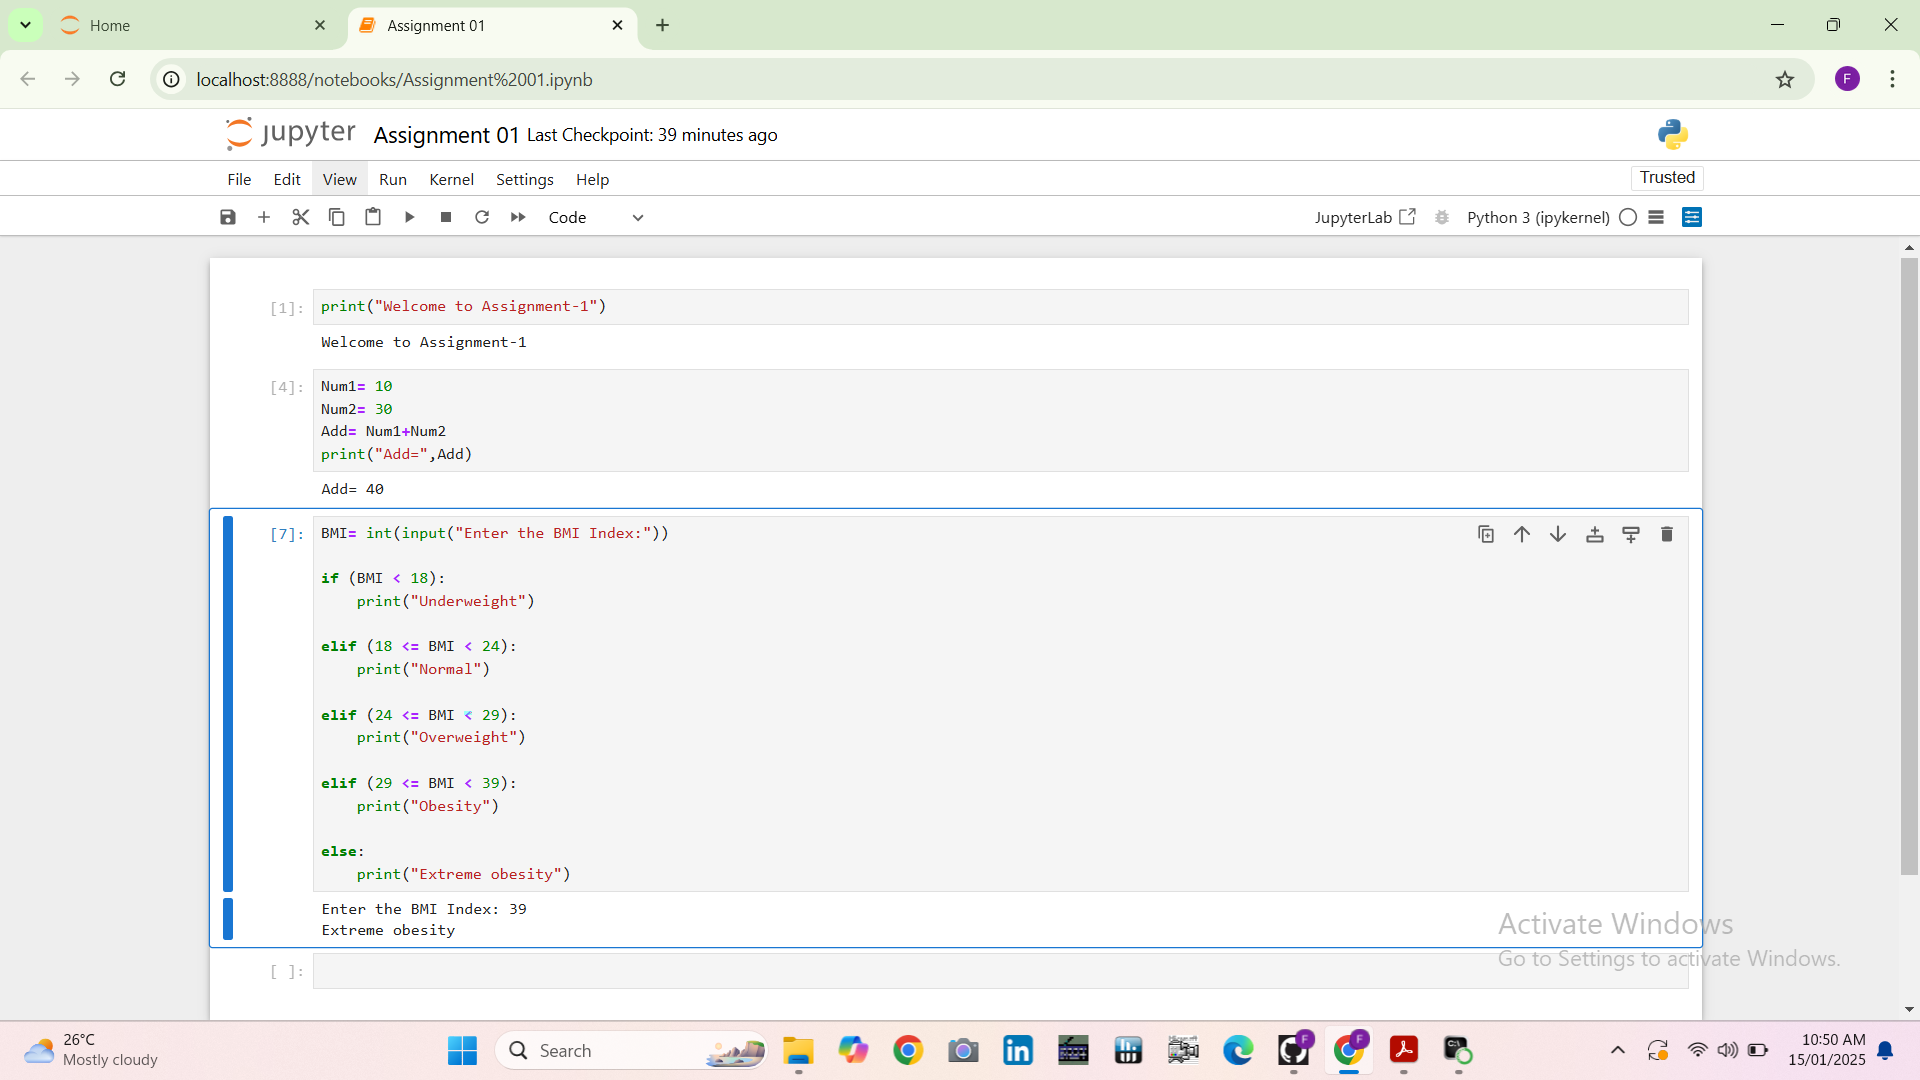 Home
Assignment 01
localhost:8888/notebooks/Assignment%2001.ipynb
F
jupyter Assignment 01 Last Checkpoint: 39 minutes ago
File Edit View Run Kernel Settings Help
Trusted
Code
JupyterLab
Python 3 (ipykernel)
[1]: print("Welcome to Assignment-1")
Welcome to Assignment-1
[4]: Num1= 10
Num2= 30
Add= Num1+Num2
print("Add=",Add)
Add= 40
[7]: BMI= int(input("Enter the BMI Index:"))
if (BMI < 18):
    print("Underweight")
elif (18 <= BMI < 24):
    print("Normal")
elif (24 <= BMI < 29):
    print("Overweight")
elif (29 <= BMI < 39):
    print("Obesity")
else:
    print("Extreme obesity")
Enter the BMI Index: 39
Extreme obesity
[ ]:
Activate Windows
Go to Settings to activate Windows.
26°C
Mostly cloudy
Search
F
F
10:50 AM
15/01/2025